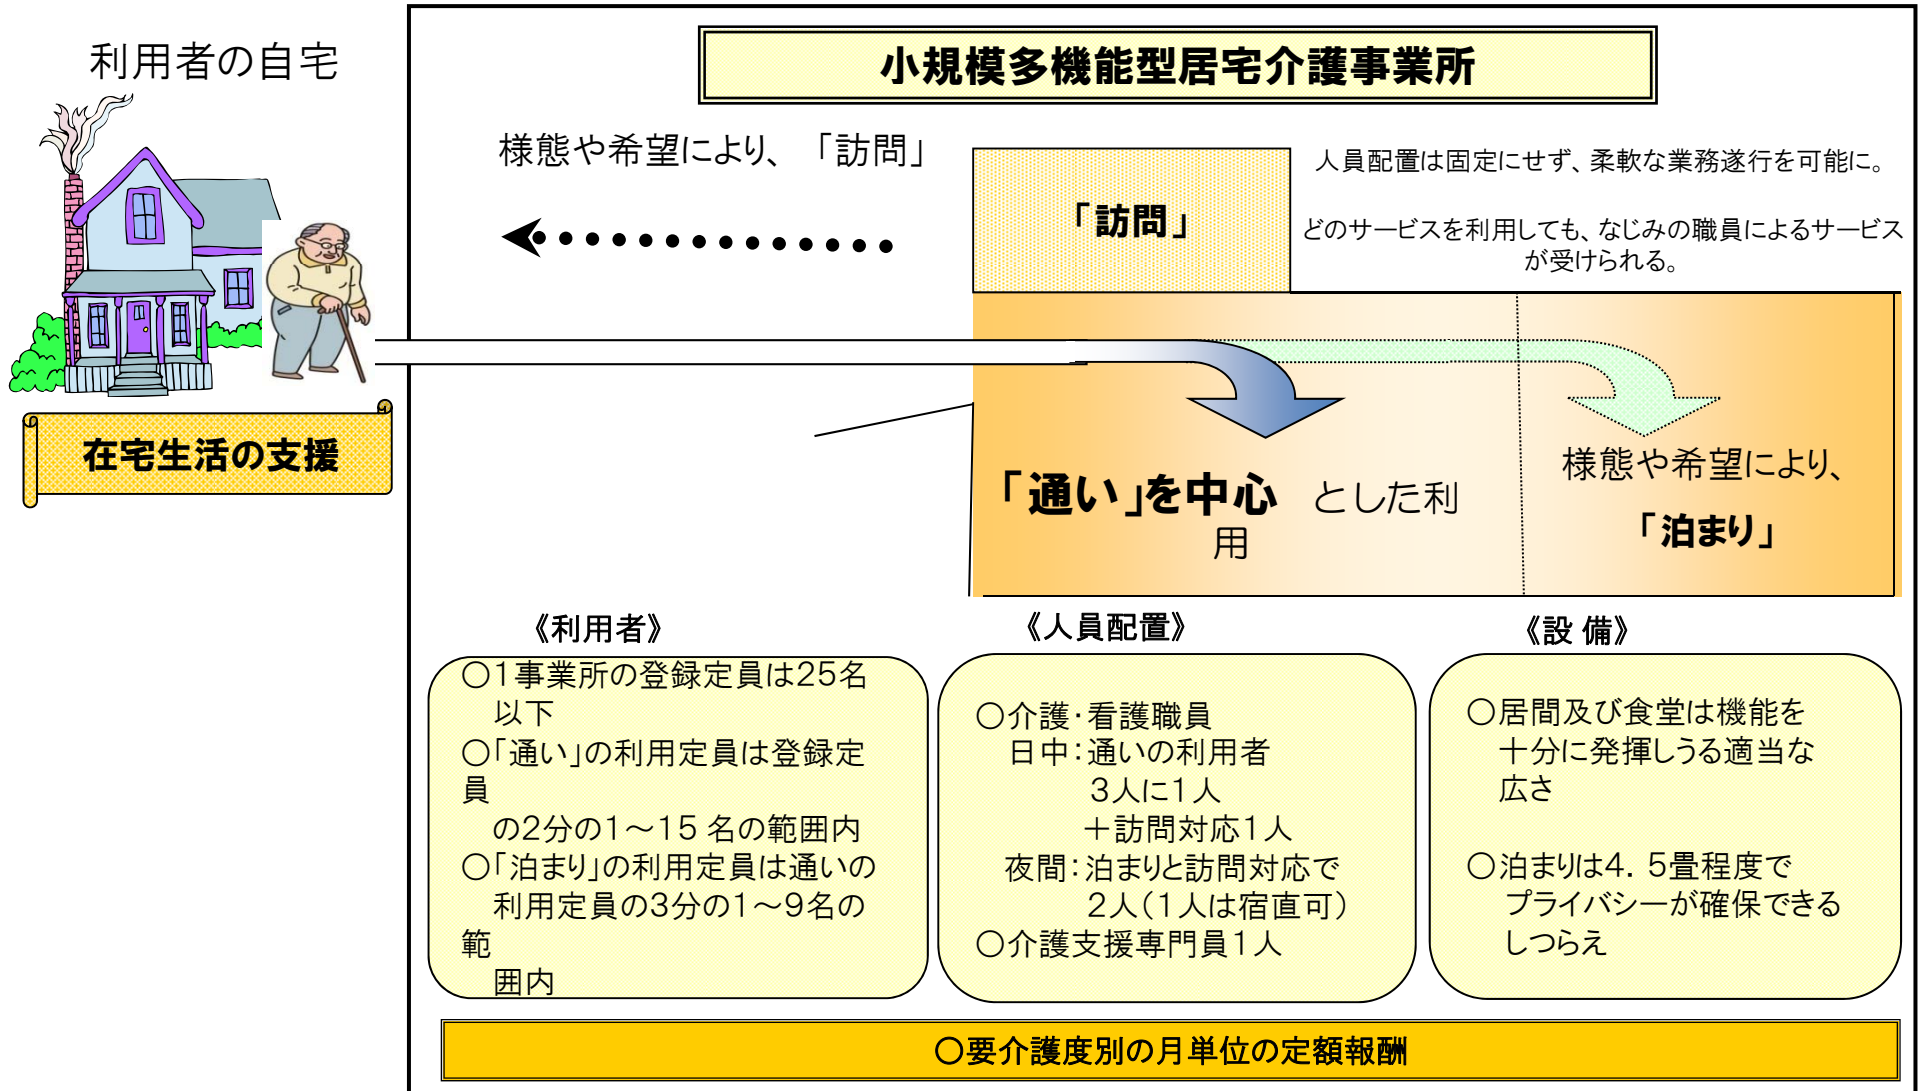 利用者の自宅
小規模多機能型居宅介護事業所
様態や希望により、「訪問」
「訪問」
人員配置は固定にせず、柔軟な業務遂行を可能に。
どのサービスを利用しても、なじみの職員によるサービス
が受けられる。
在宅生活の支援
「通い」を中心 とした利
用
様態や希望により、
「泊まり」
《利用者》
○1事業所の登録定員は25名
以下
○「通い」の利用定員は登録定
員
の2分の1～15 名の範囲内
○「泊まり」の利用定員は通いの
利用定員の3分の1～9名の
範
囲内
《人員配置》
○介護・看護職員
日中：通いの利用者
3人に1人
＋訪問対応1人
夜間：泊まりと訪問対応で
2人（1人は宿直可）
○介護支援専門員1人
《設 備》
○居間及び食堂は機能を
十分に発揮しうる適当な
広さ
○泊まりは4．5畳程度で
プライバシーが確保できる
しつらえ
○要介護度別の月単位の定額報酬